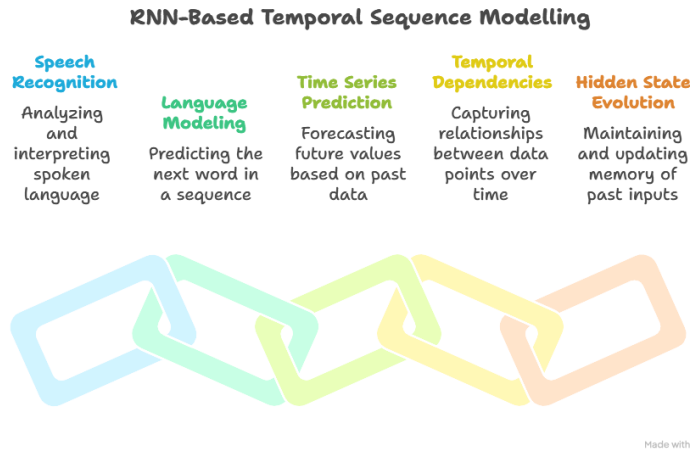 RNN-Based Temporal Sequence Modelling
Speech
Recognition
Analyzing
and
interpreting
spoken
language
Language
Modeling
Predicting the
next word in
a sequence
Time Series
Prediction
Forecasting
future values
based on past
data
Temporal
Dependencies
Capturing
relationships
between data
points over
time
Hidden State
Evolution
Maintaining
and updating
memory of
past inputs
Made with